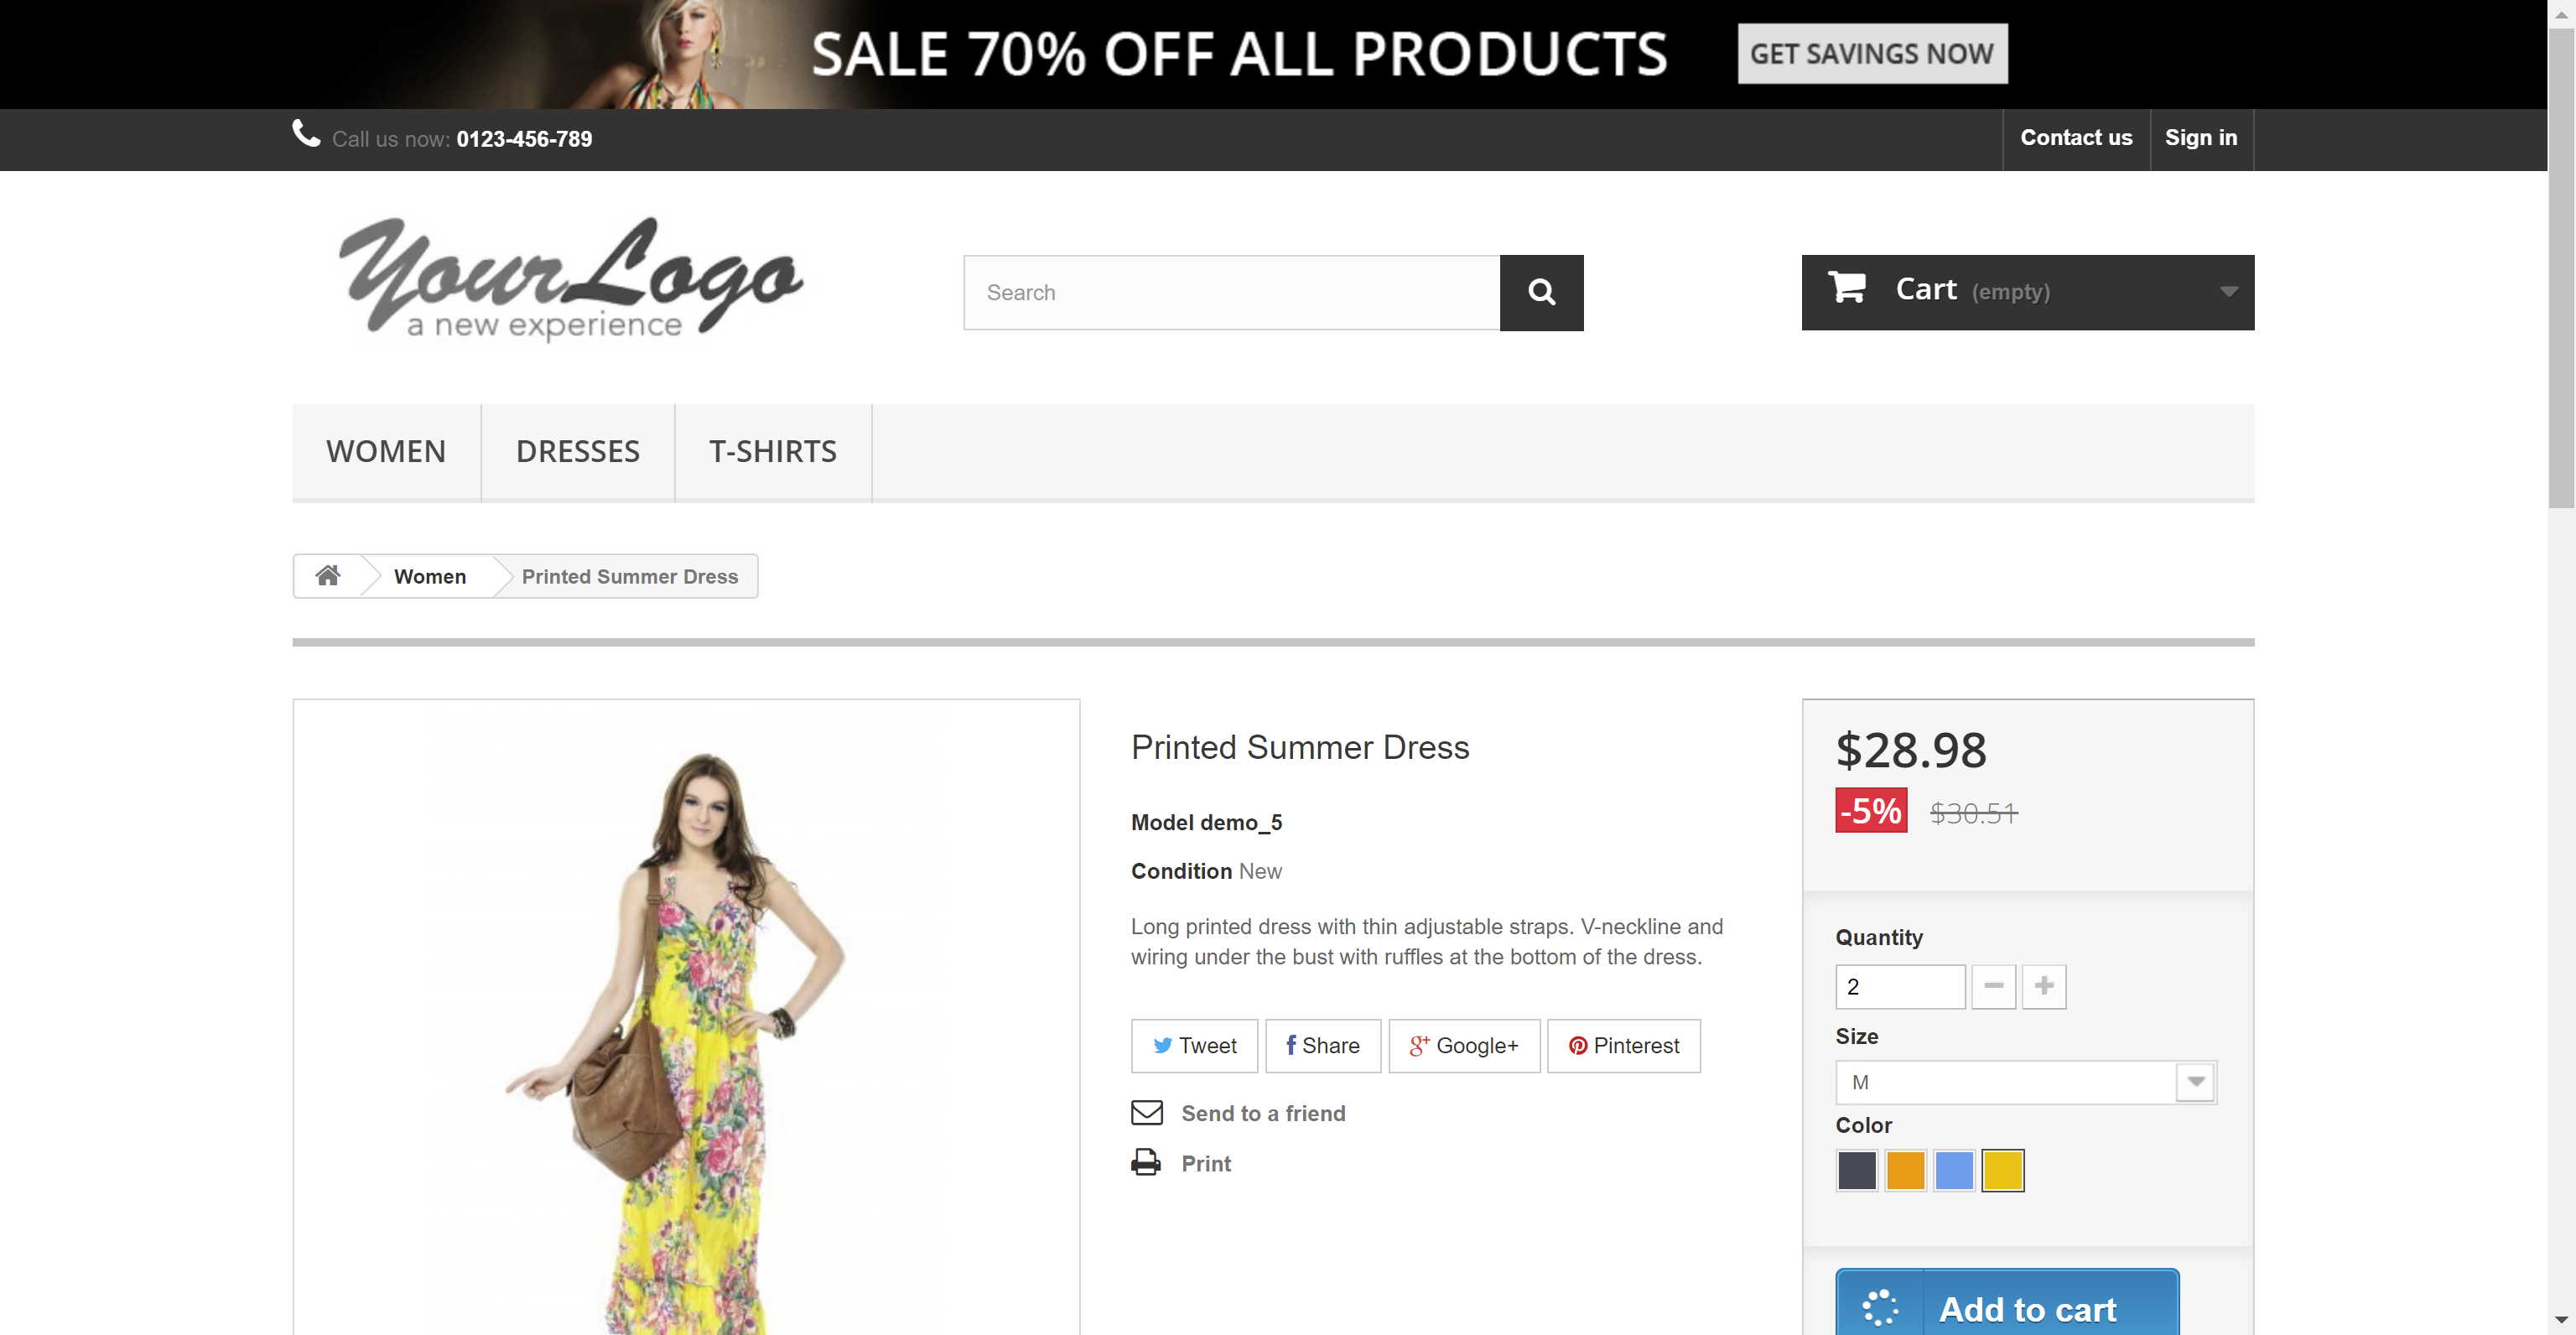 SALE 70% OFF ALL PRODUCTS
GET SAVINGS NOW
Call us now: 0123-456-789
Contact us
Sign in
YourLogo
a new experience
Search
Cart (empty)
WOMEN
DRESSES
T-SHIRTS
Women
Printed Summer Dress
Printed Summer Dress
Model demo_5
Condition New
Long printed dress with thin adjustable straps. V-neckline and
wiring under the bust with ruffles at the bottom of the dress.
Tweet
Share
Google+
Pinterest
Send to a friend
Print
$28.98
-5% $30.51
Quantity
2
Size
M
Color
Add to cart